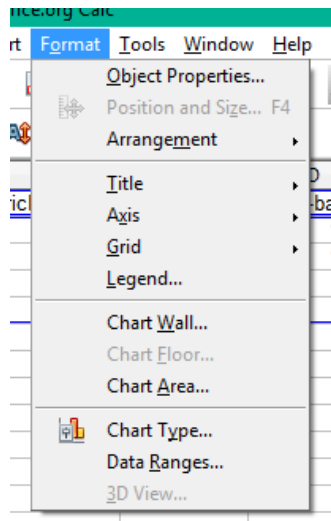 ice.org Calc
rt Format Tools Window Help
Object Properties...
Position and Size... F4
Arrangement
D
Title
-ba
Axis
Grid
Legend...
Chart Wall...
Chart Floor...
Chart Area...
Chart Type...
Data Ranges...
3D View...